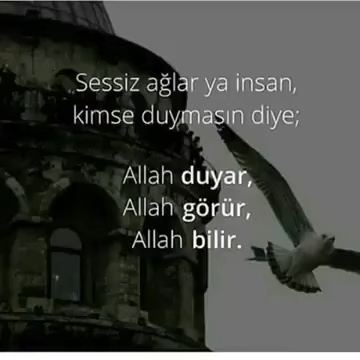 Sessiz ağlar ya insan,
kimse duymasın diye;
Allah duyar,
Allah görür,
Allah bilir.